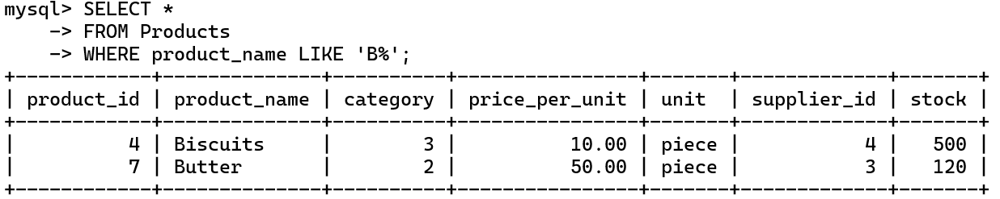 mysql> SELECT *
    -> FROM Products
    -> WHERE product_name LIKE 'B%';
+------------+--------------+----------+----------------+-------+-------------+-------+
| product_id | product_name | category | price_per_unit | unit  | supplier_id | stock |
+------------+--------------+----------+----------------+-------+-------------+-------+
|          4 | Biscuits     |        3 |          10.00 | piece |           4 |   500 |
|          7 | Butter       |        2 |          50.00 | piece |           3 |   120 |
+------------+--------------+----------+----------------+-------+-------------+-------+